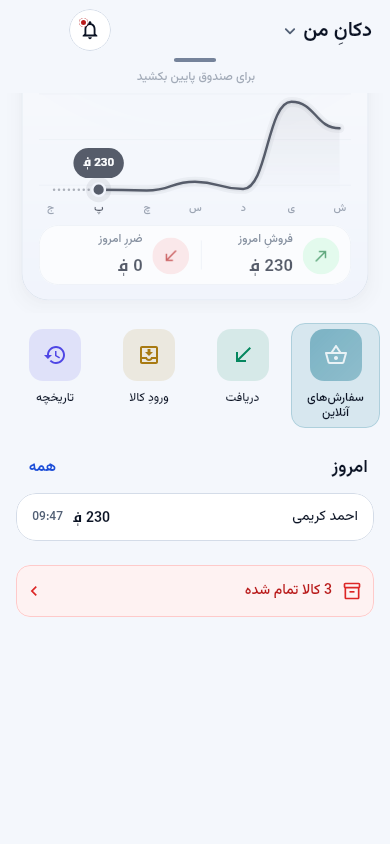 دکانِ من
برای صندوق پایین بکشید
230 ؋
ش ی د س چ پ ج
فروشِ امروز
230 ؋
ضررِ امروز
0 ؋
سفارش‌های آنلاین
دریافت
ورودِ کالا
تاریخچه
امروز
همه
احمد کریمی
230 ؋ 09:47
3 کالا تمام شده